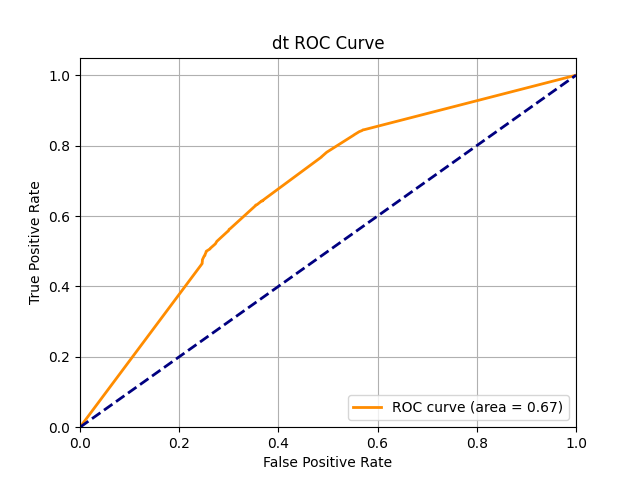 dt ROC Curve
True Positive Rate
1.0
0.8
0.6
0.4
0.2
0.0
0.0 0.2 0.4 0.6 0.8 1.0
ROC curve (area = 0.67)
False Positive Rate